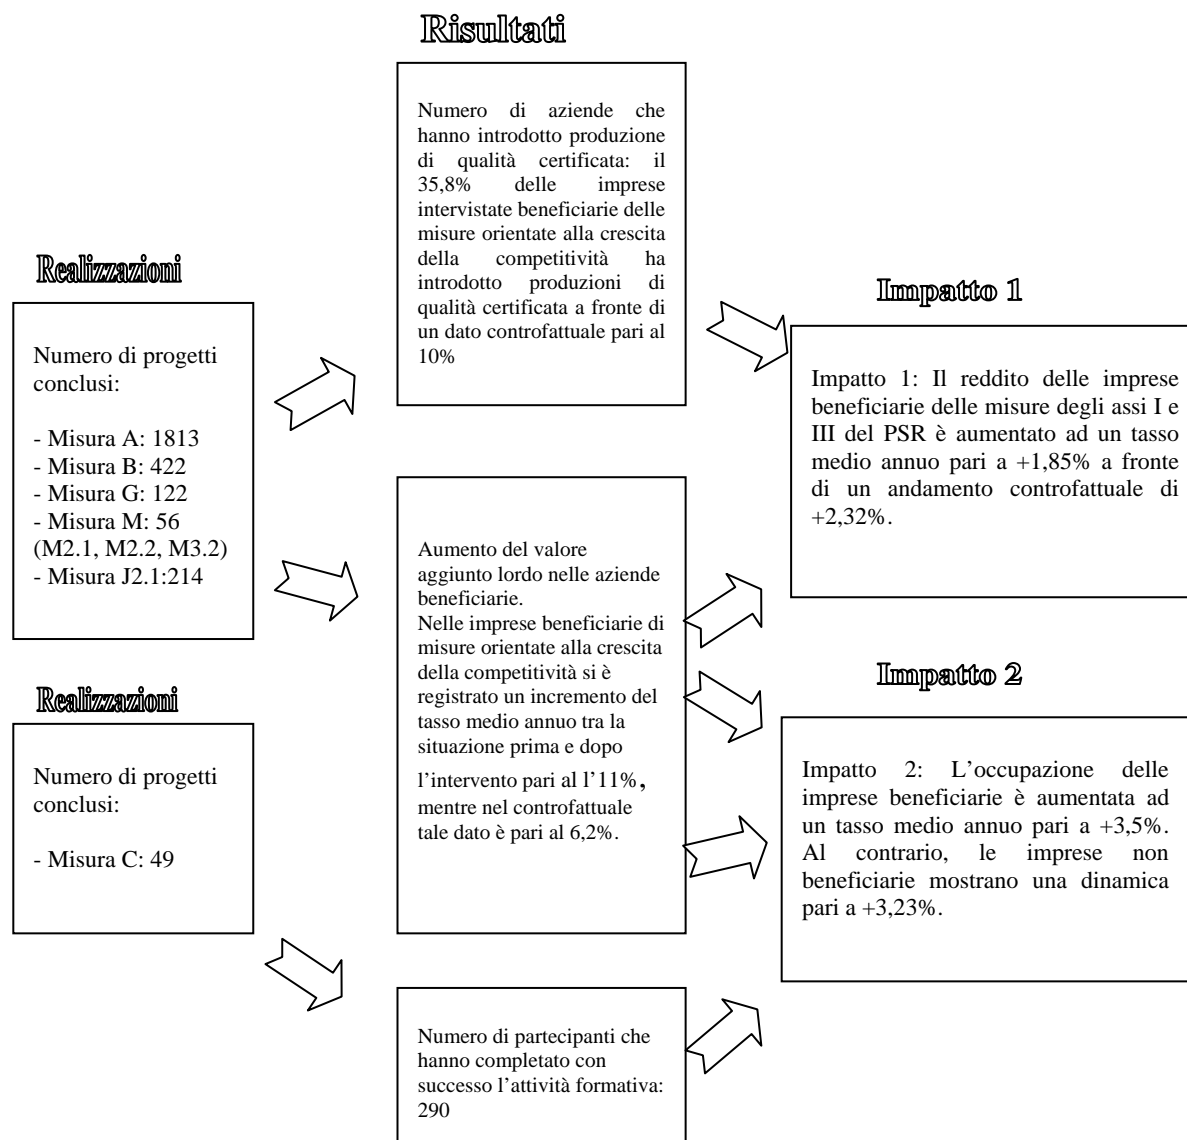 Risultati
Numero di aziende che
hanno introdotto produzione
di qualità certificata: il
35,8% delle imprese
intervistate beneficiarie delle
misure orientate alla crescita
della competitività ha
introdotto produzioni di
qualità certificata a fronte di
un dato controfattuale pari al
10%
Realizzazioni
Numero di progetti
conclusi:
- Misura A: 1813
- Misura B: 422
- Misura G: 122
- Misura M: 56
(M2.1, M2.2, M3.2)
- Misura J2.1:214
Impatto 1
Impatto 1: Il reddito delle imprese
beneficiarie delle misure degli assi I e
III del PSR è aumentato ad un tasso
medio annuo pari a +1,85% a fronte
di un andamento controfattuale di
+2,32%.
Aumento del valore
aggiunto lordo nelle aziende
beneficiarie.
Nelle imprese beneficiarie di
misure orientate alla crescita
della competitività si è
registrato un incremento del
tasso medio annuo tra la
situazione prima e dopo
l'intervento pari al l'11%,
mentre nel controfattuale
tale dato è pari al 6,2%.
Realizzazioni
Numero di progetti
conclusi:
- Misura C: 49
Impatto 2
Impatto 2: L'occupazione delle
imprese beneficiarie è aumentata ad
un tasso medio annuo pari a +3,5%.
Al contrario, le imprese non
beneficiarie mostrano una dinamica
pari a +3,23%.
Numero di partecipanti che
hanno completato con
successo l'attività formativa:
290